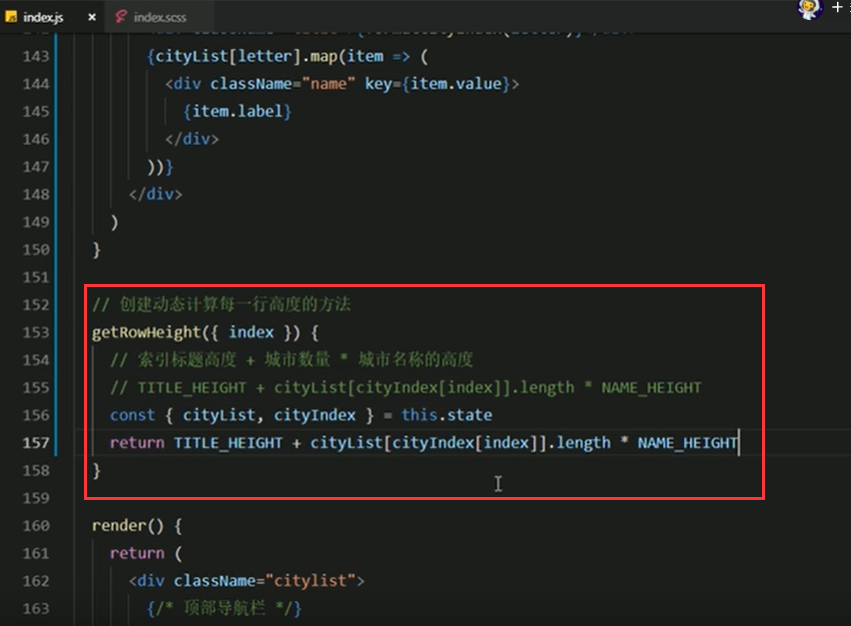 index.js × index.scss
143 {cityList[letter].map(item => (
144 <div className="name" key={item.value}>
145 {item.label}
146 </div>
147 ))}
148 </div>
149 )
150 }
151
152 // 创建动态计算每一行高度的方法
153 getRowHeight({ index }) {
154 // 索引标题高度 + 城市数量 * 城市名称的高度
155 // TITLE_HEIGHT + cityList[cityIndex[index]].length * NAME_HEIGHT
156 const { cityList, cityIndex } = this.state
157 return TITLE_HEIGHT + cityList[cityIndex[index]].length * NAME_HEIGHT
158 }
159
160 render() {
161 return (
162 <div className="citylist">
163 {/* 顶部导航栏 */}